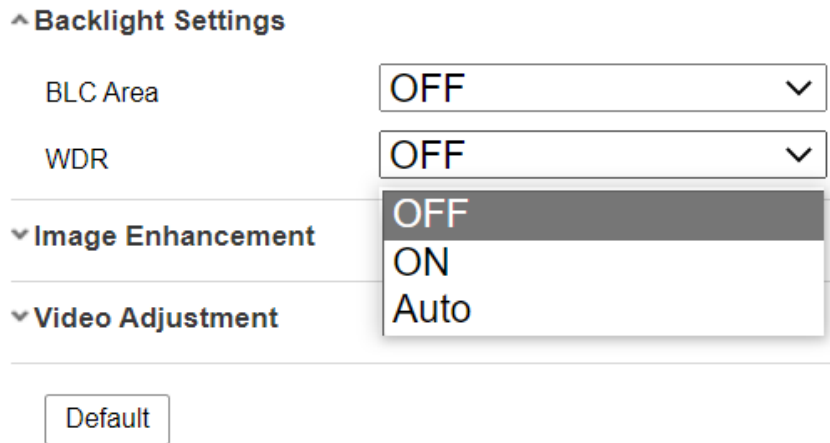 Backlight Settings
BLC Area OFF
WDR OFF
OFF
Image Enhancement
ON
Auto
Video Adjustment
Default